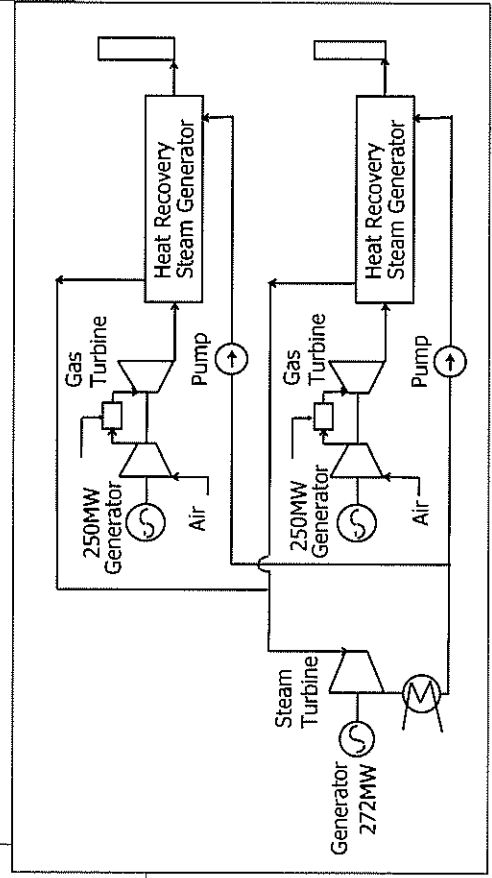 Gas
Turbine
250MW
Generator
Air
Heat Recovery
Steam Generator
Pump
Gas
Turbine
250MW
Generator
Air
Heat Recovery
Steam Generator
Pump
Steam
Turbine
Generator
272MW